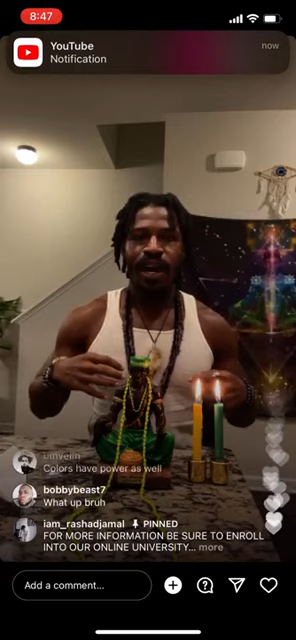 8:47
YouTube
now
Notification
Colors have power as well
bobbybeast7
What up bruh
iam_rashadjamal PINNED
FOR MORE INFORMATION BE SURE TO ENROLL
INTO OUR ONLINE UNIVERSITY... more
Add a comment...